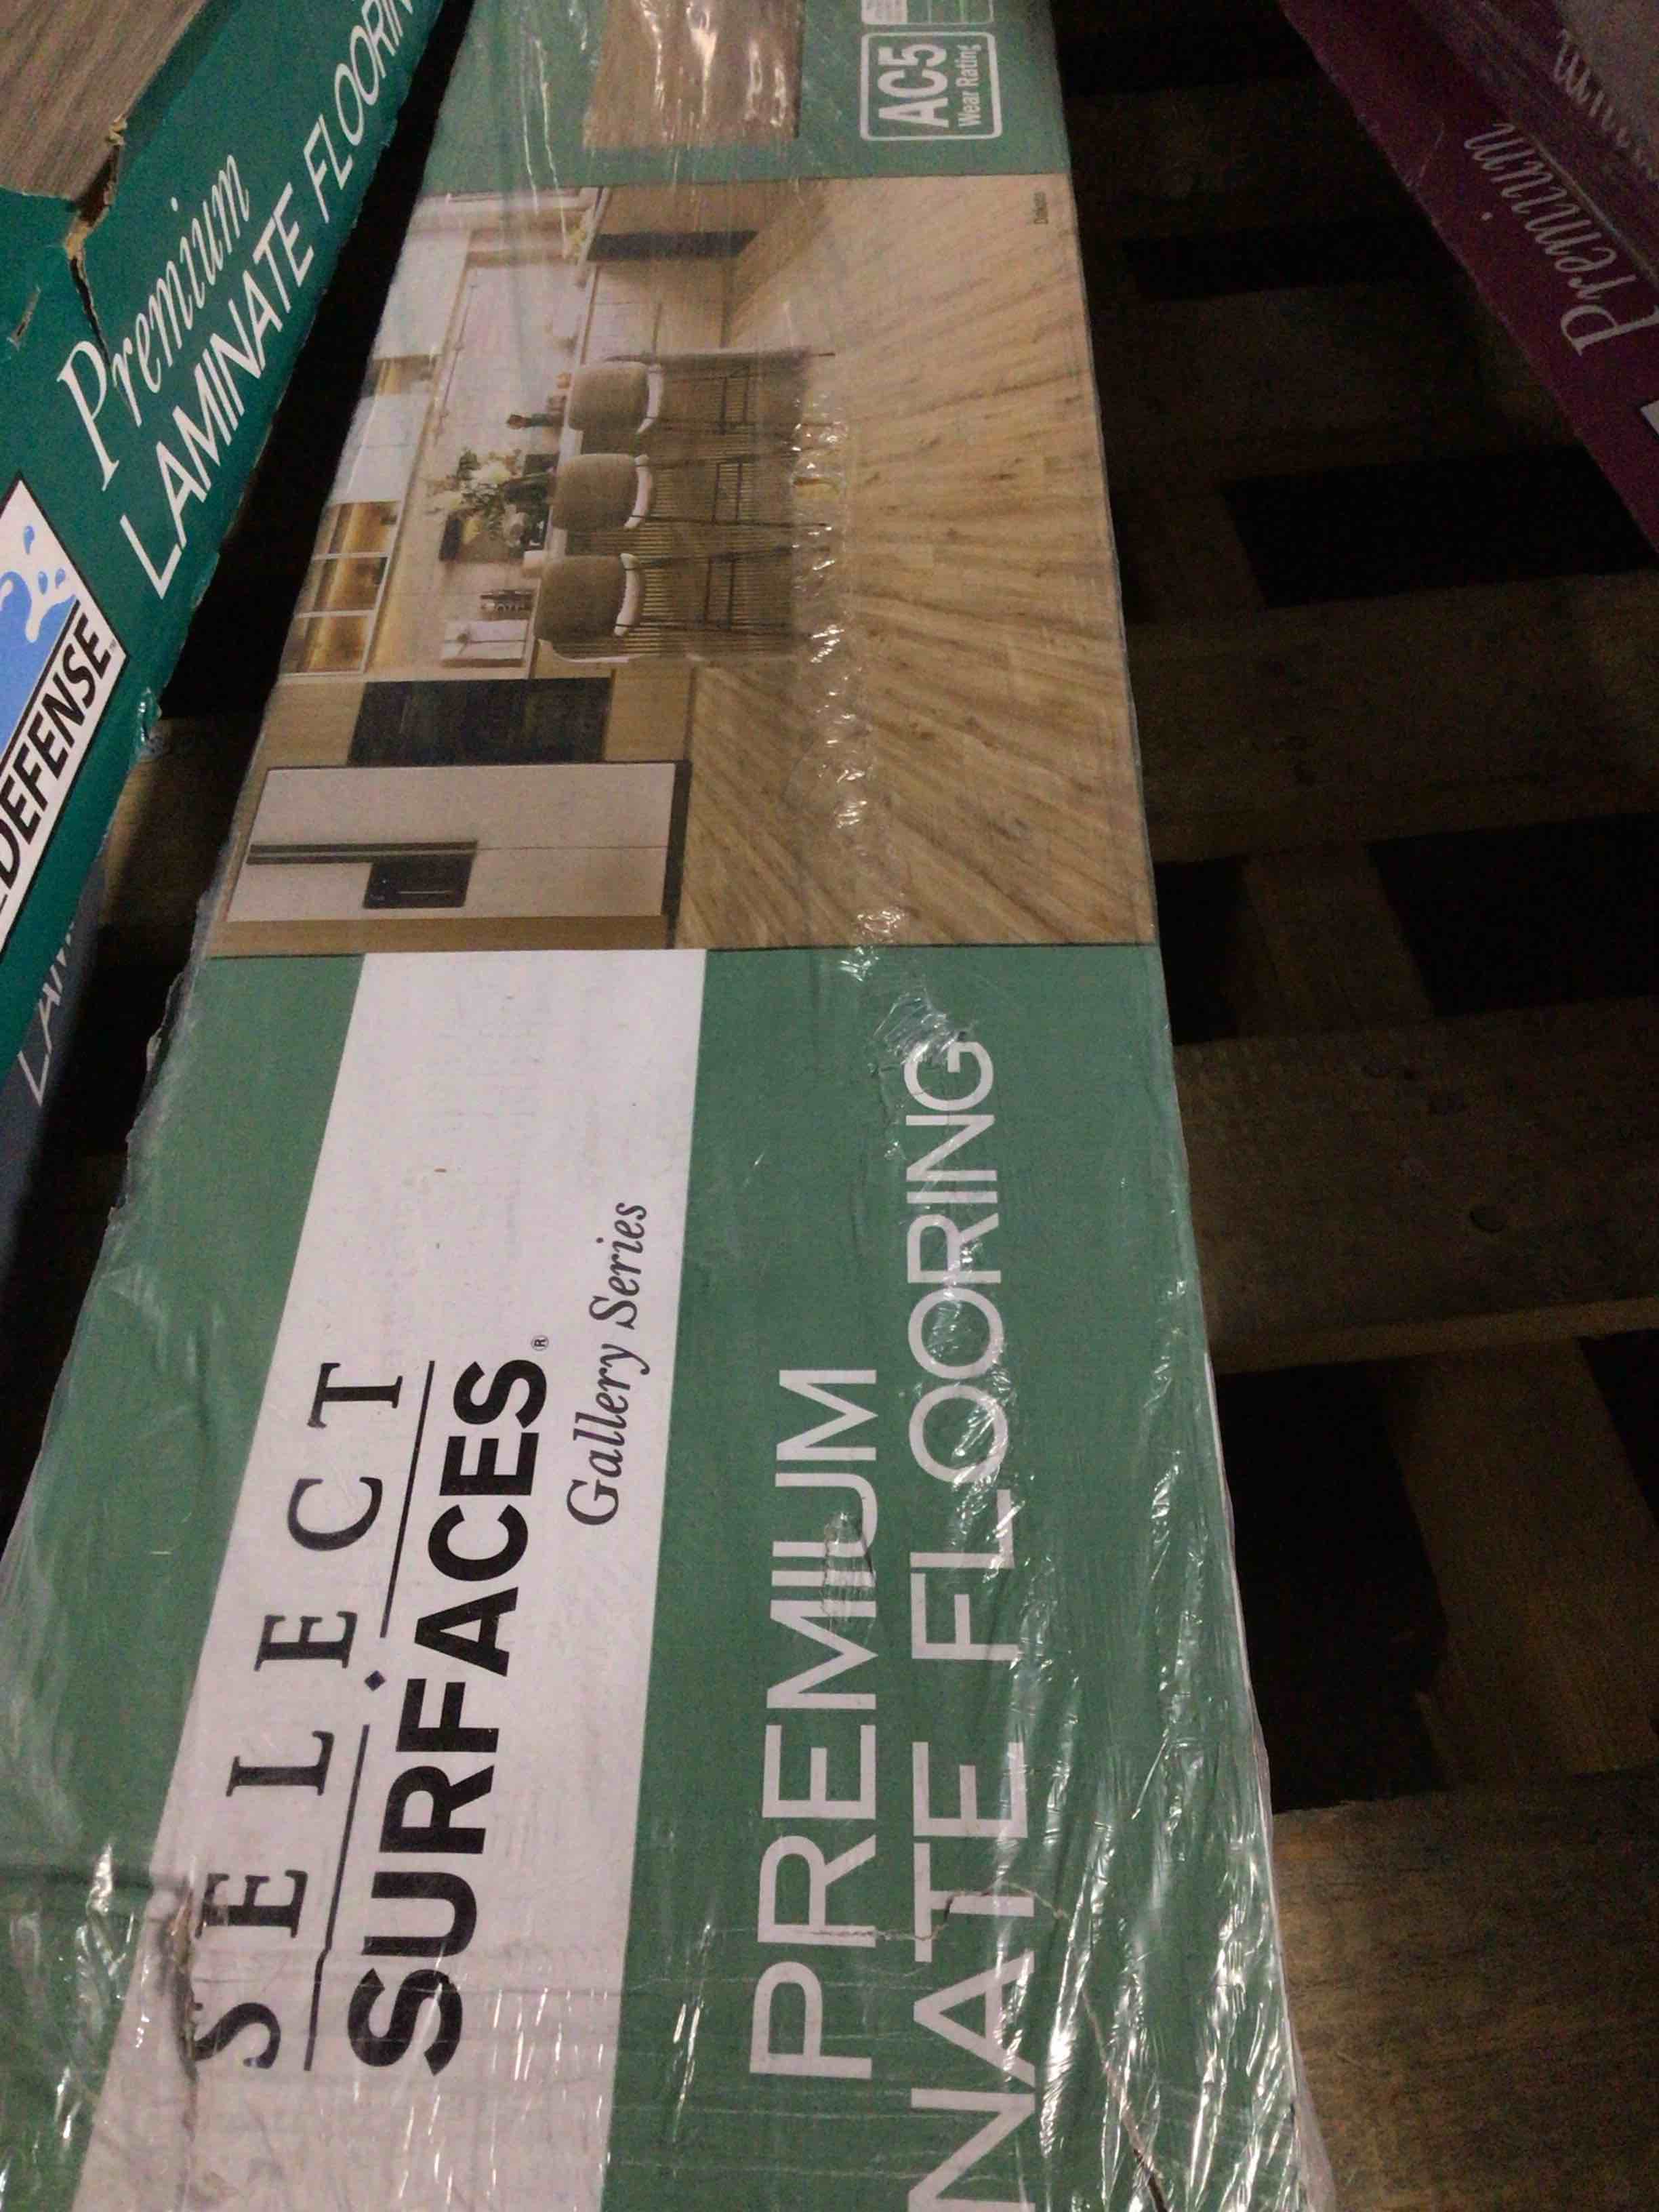 SELECT
SURFACES®
Gallery Series
PREMIUM
NATE FLOORING
AC5
Wear Rating
Premium
LAMINATE FLOORIN
DEFENSE
Premium